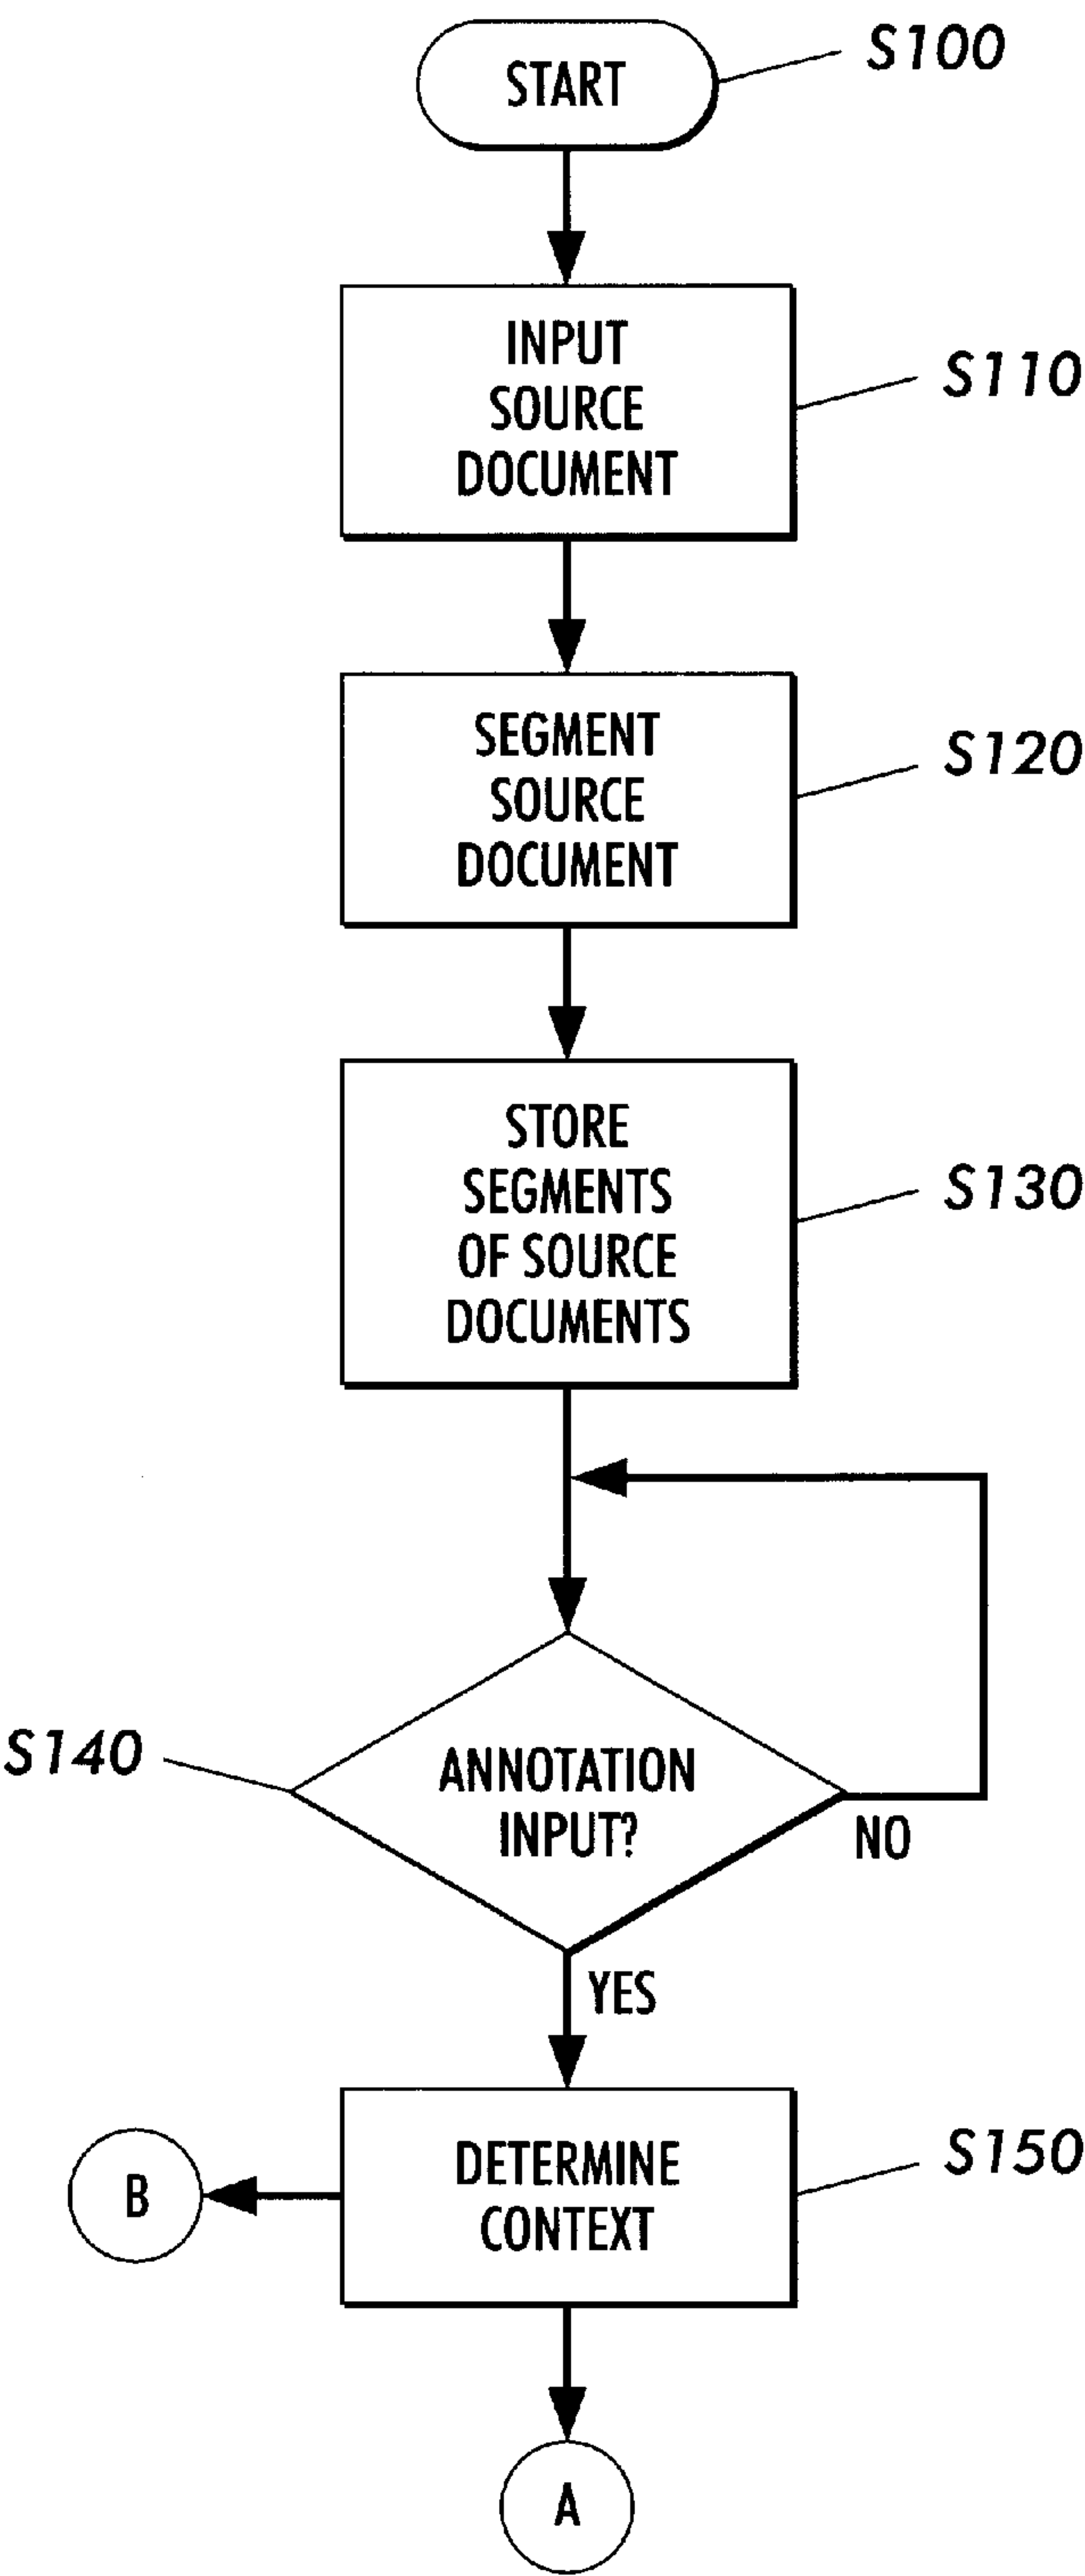 START
S100
INPUT
SOURCE
DOCUMENT
S110
SEGMENT
SOURCE
DOCUMENT
S120
STORE
SEGMENTS
OF SOURCE
DOCUMENTS
S130
S140
ANNOTATION
INPUT?
NO
YES
DETERMINE
CONTEXT
S150
B
A